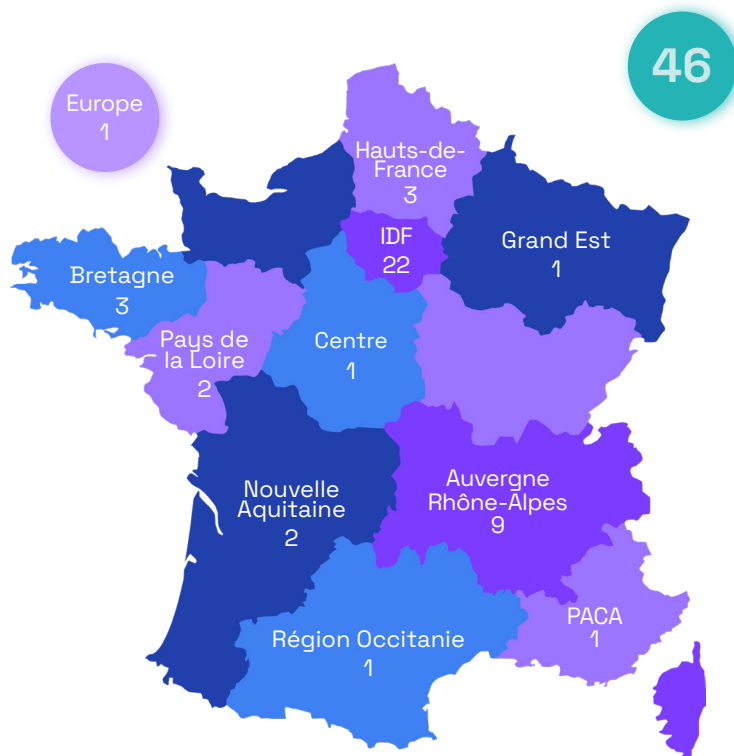 46
Europe
1
Hauts-de-
France
3
IDF
22
Grand Est
1
Bretagne
3
Pays de
la Loire
2
Centre
1
Nouvelle
Aquitaine
2
Auvergne
Rhône-Alpes
9
PACA
1
Région Occitanie
1